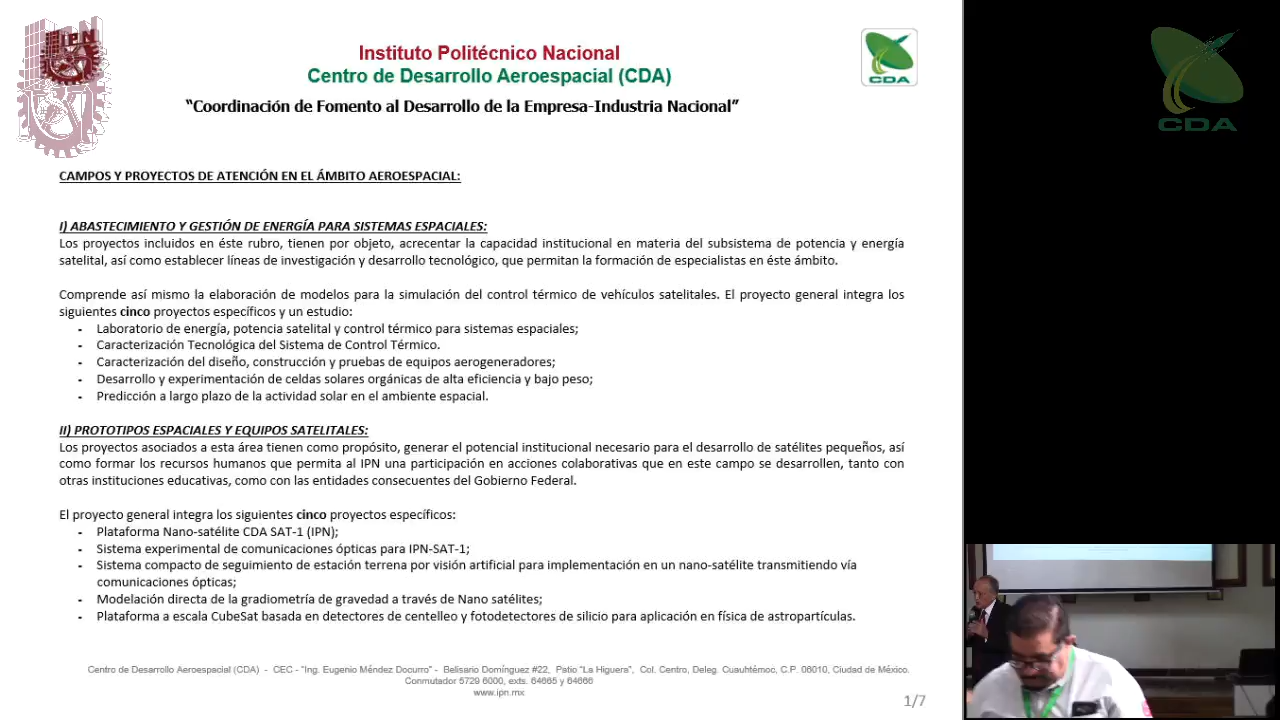 IPN
Instituto Politécnico Nacional
Centro de Desarrollo Aeroespacial (CDA)
“Coordinación de Fomento al Desarrollo de la Empresa-Industria Nacional”
CDA
CDA
CAMPOS Y PROYECTOS DE ATENCIÓN EN EL ÁMBITO AEROESPACIAL:
I) ABASTECIMIENTO Y GESTIÓN DE ENERGÍA PARA SISTEMAS ESPACIALES:
Los proyectos incluidos en éste rubro, tienen por objeto, acrecentar la capacidad institucional en materia del subsistema de potencia y energía
satelital, así como establecer líneas de investigación y desarrollo tecnológico, que permitan la formación de especialistas en éste ámbito.
Comprende así mismo la elaboración de modelos para la simulación del control térmico de vehículos satelitales. El proyecto general integra los
siguientes cinco proyectos específicos y un estudio:
- Laboratorio de energía, potencia satelital y control térmico para sistemas espaciales;
- Caracterización Tecnológica del Sistema de Control Térmico.
- Caracterización del diseño, construcción y pruebas de equipos aerogeneradores;
- Desarrollo y experimentación de celdas solares orgánicas de alta eficiencia y bajo peso;
- Predicción a largo plazo de la actividad solar en el ambiente espacial.
II) PROTOTIPOS ESPACIALES Y EQUIPOS SATELITALES:
Los proyectos asociados a esta área tienen como propósito, generar el potencial institucional necesario para el desarrollo de satélites pequeños, así
como formar los recursos humanos que permita al IPN una participación en acciones colaborativas que en este campo se desarrollen, tanto con
otras instituciones educativas, como con las entidades consecuentes del Gobierno Federal.
El proyecto general integra los siguientes cinco proyectos específicos:
- Plataforma Nano-satélite CDA SAT-1 (IPN);
- Sistema experimental de comunicaciones ópticas para IPN-SAT-1;
- Sistema compacto de seguimiento de estación terrena por visión artificial para implementación en un nano-satélite transmitiendo vía
comunicaciones ópticas;
- Modelación directa de la gradiometría de gravedad a través de Nano satélites;
- Plataforma a escala CubeSat basada en detectores de centelleo y fotodetectores de silicio para aplicación en física de astropartículas.
Centro de Desarrollo Aeroespacial (CDA) - CEC - “Ing. Eugenio Méndez Docurro” - Belisario Domínguez #22, Patio “La Higuera”, Col. Centro, Deleg. Cuauhtémoc, C.P. 06010, Ciudad de México.
Conmutador 5729 6000, exts. 64665 y 64666
www.ipn.mx
1/7